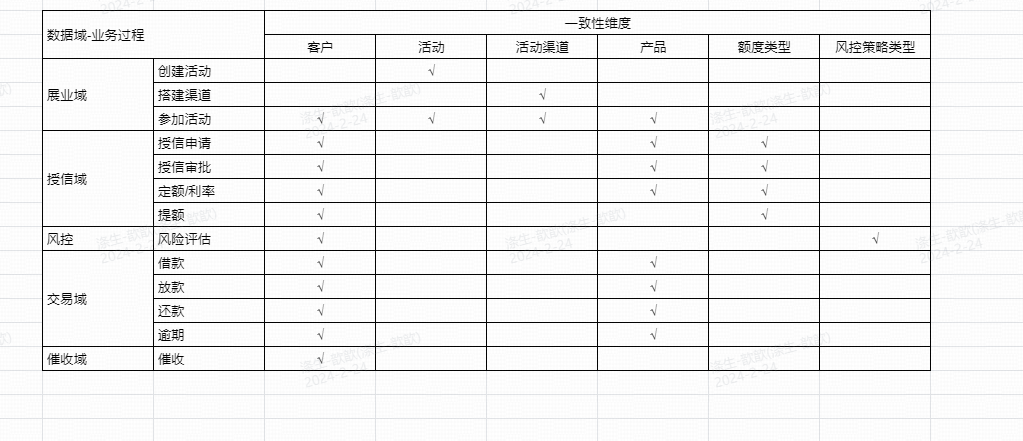 数据域-业务过程 一致性维度
客户 活动 活动渠道 产品 额度类型 风控策略类型
展业域 创建活动 √
搭建渠道 √
参加活动 √ √ √ √
授信域 授信申请 √ √ √
授信审批 √ √ √
定额/利率 √ √ √
提额 √ √
风控 风险评估 √ √
交易域 借款 √ √
放款 √ √
还款 √ √
逾期 √ √
催收域 催收 √
涤生-歆歆(涤生-歆歆)
2024-2-24